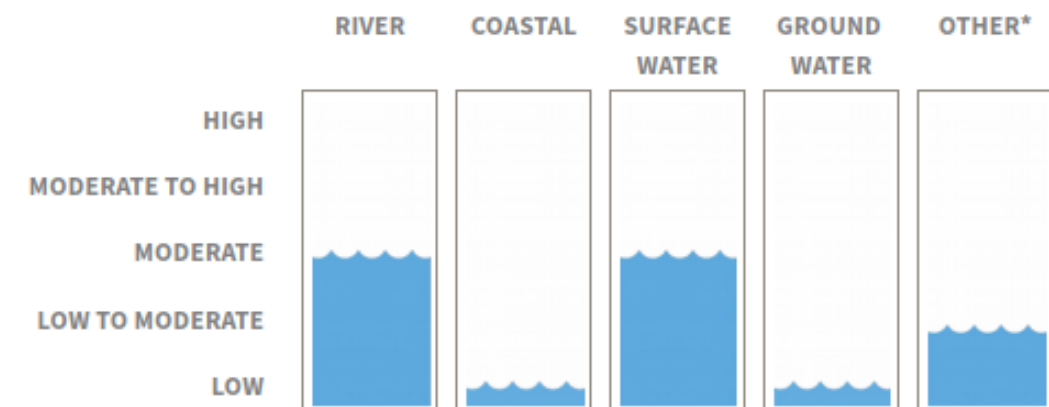 RIVER COASTAL SURFACE GROUND OTHER*
WATER WATER
HIGH
MODERATE TO HIGH
MODERATE
LOW TO MODERATE
LOW